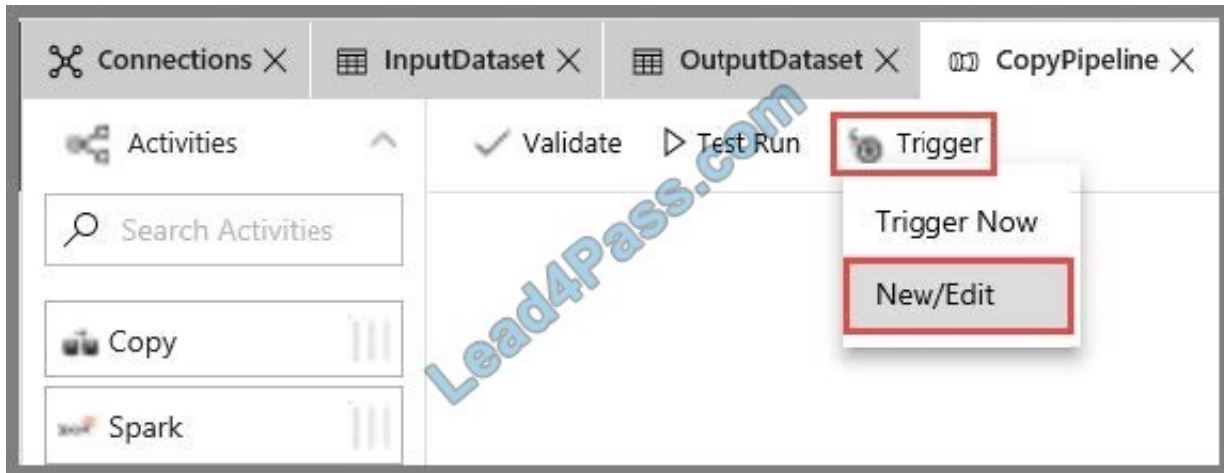 Connections
InputDataset
OutputDataset
CopyPipeline
Activities
Validate
Test Run
Trigger
Search Activities
Trigger Now
New/Edit
Copy
Spark
Lead4Pass.com